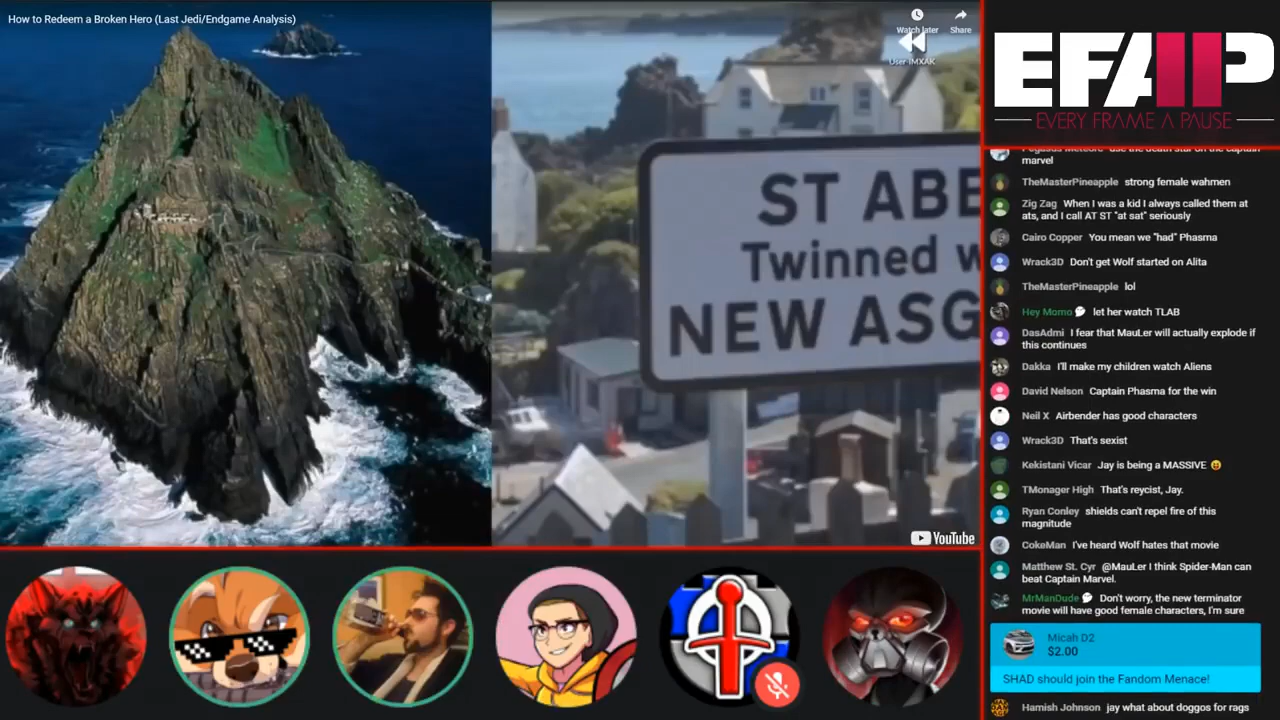 How to Redeem a Broken Hero (Last Jedi/Endgame Analysis)
Watch later
Share
User-IMXAK
ST ABE
Twinned w
NEW ASG
YouTube
EFAP
EVERY FRAME A PAUSE
marvel
TheMasterPineapple strong female wahmen
Zig Zag When I was a kid I always called them at
ats, and I call AT ST "at sat" seriously
Cairo Copper You mean we "had" Phasma
Wrack3D Don't get Wolf started on Alita
TheMasterPineapple lol
Hey Momo let her watch TLAB
DasAdmi I fear that MauLer will actually explode if
this continues
Dakka I'll make my children watch Aliens
David Nelson Captain Phasma for the win
Neil X Airbender has good characters
Wrack3D That's sexist
Kekistani Vicar Jay is being a MASSIVE 😆
TMonager High That's reycist, Jay.
Ryan Conley shields can't repel fire of this
magnitude
CokeMan I've heard Wolf hates that movie
Matthew St. Cyr @MauLer I think Spider-Man can
beat Captain Marvel.
MrManDude Don't worry, the new terminator
movie will have good female characters, I'm sure
Micah D2
$2.00
SHAD should join the Fandom Menace!
Hamish Johnson jay what about doggos for rags